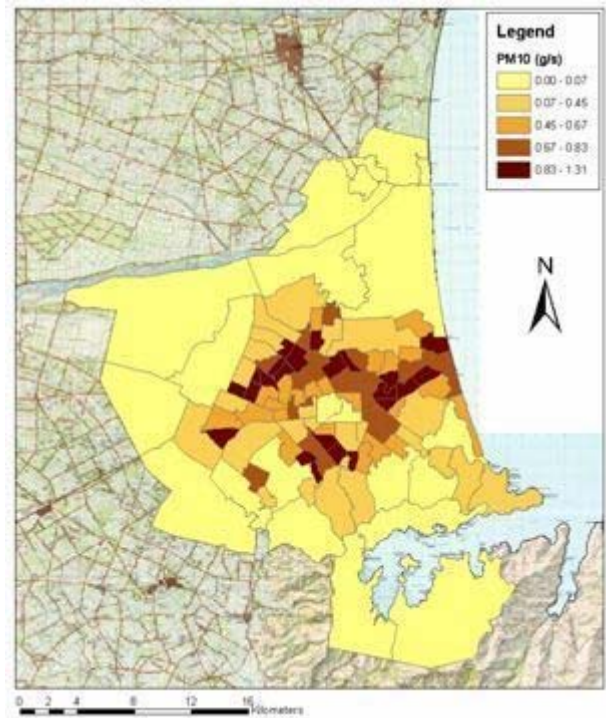 Legend
PM10 (g/s)
0.00 - 0.07
0.07 - 0.45
0.45 - 0.67
0.67 - 0.83
0.83 - 1.31
N
0 2 4 8 12 16
Kilometers